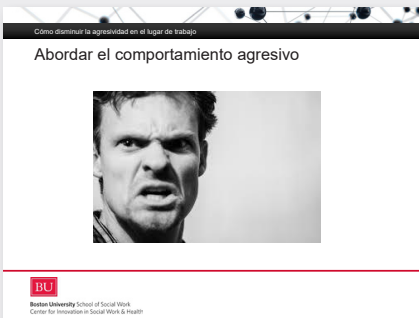 Cómo disminuir la agresividad en el lugar de trabajo
Abordar el comportamiento agresivo
BU
Boston University School of Social Work
Center for Innovation in Social Work & Health